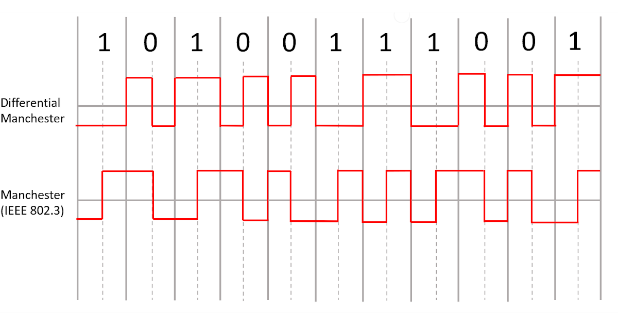 1 0 1 0 0 1 1 1 0 0 1
Differential
Manchester
Manchester
(IEEE 802.3)